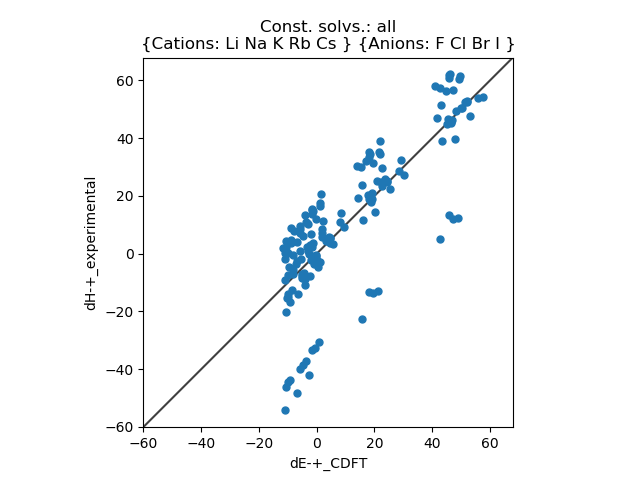 Const. solvs.: all
{Cations: Li Na K Rb Cs } {Anions: F Cl Br I }
60
40
20
0
−20
−40
−60
dH-+_experimental
−60 −40 −20 0 20 40 60
dE-+_CDFT